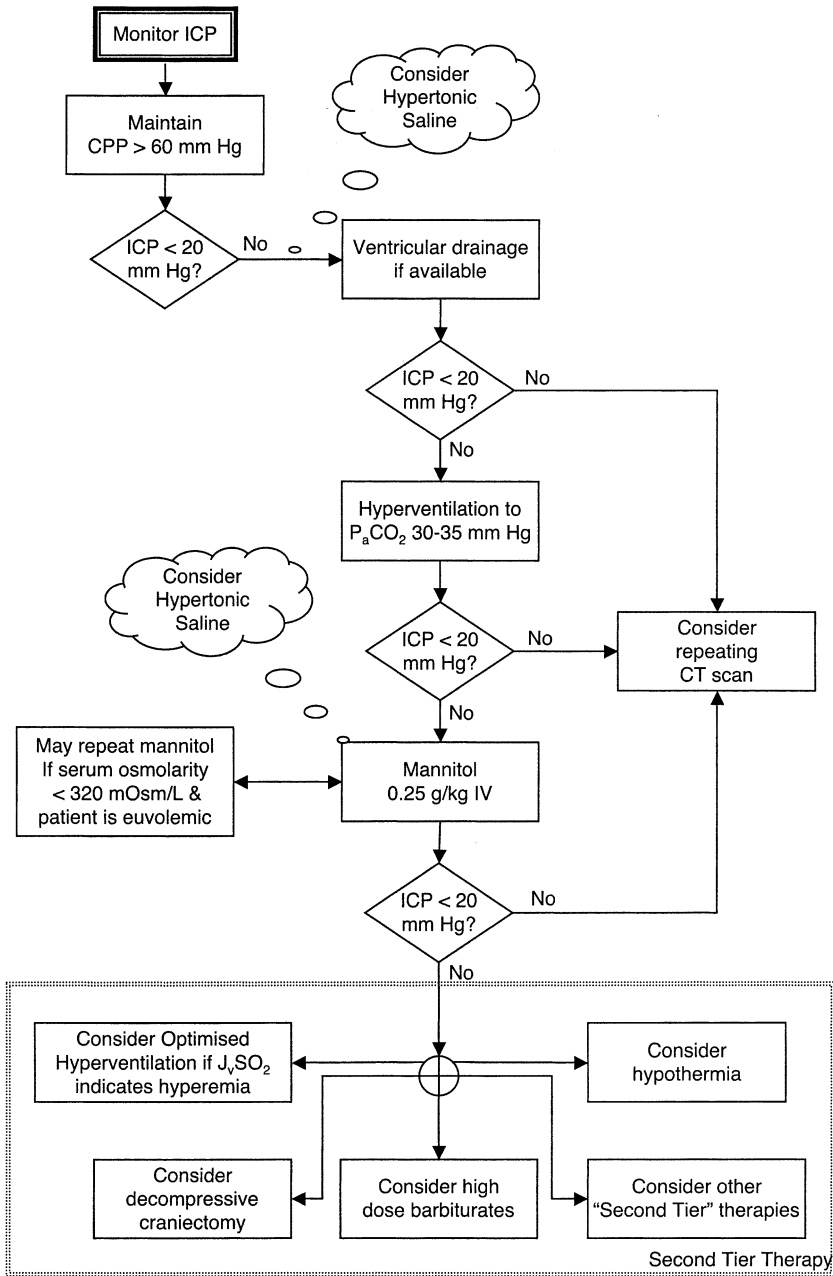 Monitor ICP
Consider
Hypertonic
Saline
Maintain
CPP > 60 mm Hg
ICP < 20
mm Hg?
No
Ventricular drainage
if available
ICP < 20
mm Hg?
No
No
Hyperventilation to
PaCO2 30-35 mm Hg
Consider
Hypertonic
Saline
ICP < 20
mm Hg?
No
Consider
repeating
CT scan
No
May repeat mannitol
If serum osmolarity
< 320 mOsm/L &
patient is euvolemic
Mannitol
0.25 g/kg IV
ICP < 20
mm Hg?
No
No
Consider Optimised
Hyperventilation if JvSO2
indicates hyperemia
Consider
hypothermia
Consider
decompressive
craniectomy
Consider high
dose barbiturates
Consider other
“Second Tier” therapies
Second Tier Therapy